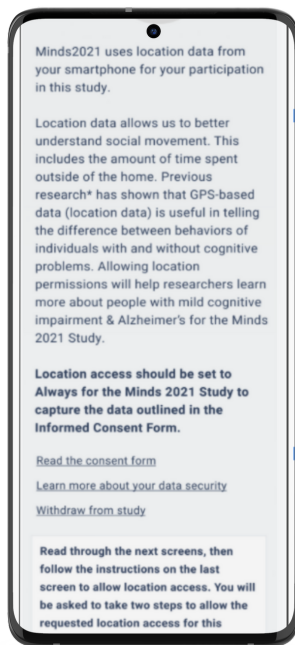 Minds2021 uses location data from
your smartphone for your participation
in this study.
Location data allows us to better
understand social movement. This
includes the amount of time spent
outside of the home. Previous
research* has shown that GPS-based
data (location data) is useful in telling
the difference between behaviors of
individuals with and without cognitive
problems. Allowing location
permissions will help researchers learn
more about people with mild cognitive
impairment & Alzheimer's for the Minds
2021 Study.
Location access should be set to
Always for the Minds 2021 Study to
capture the data outlined in the
Informed Consent Form.
Read the consent form
Learn more about your data security
Withdraw from study
Read through the next screens, then
follow the instructions on the last
screen to allow location access. You will
be asked to take two steps to allow the
requested location access for this